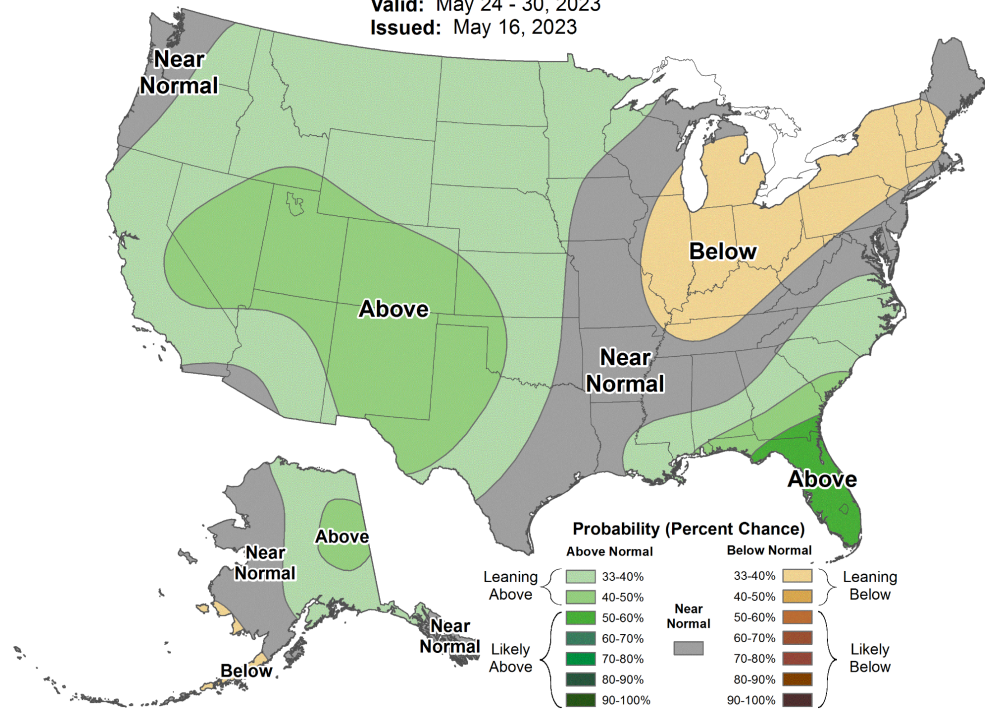 Valid: May 24 - 30, 2023
Issued: May 16, 2023
Near
Normal
Below
Above
Near
Normal
Above
Above
Near
Normal
Near
Normal
Below
Probability (Percent Chance)
Above Normal
Below Normal
Leaning
Above
33-40%
40-50%
Likely
Above
50-60%
60-70%
70-80%
80-90%
90-100%
Near
Normal
33-40%
40-50%
Leaning
Below
50-60%
60-70%
70-80%
80-90%
90-100%
Likely
Below